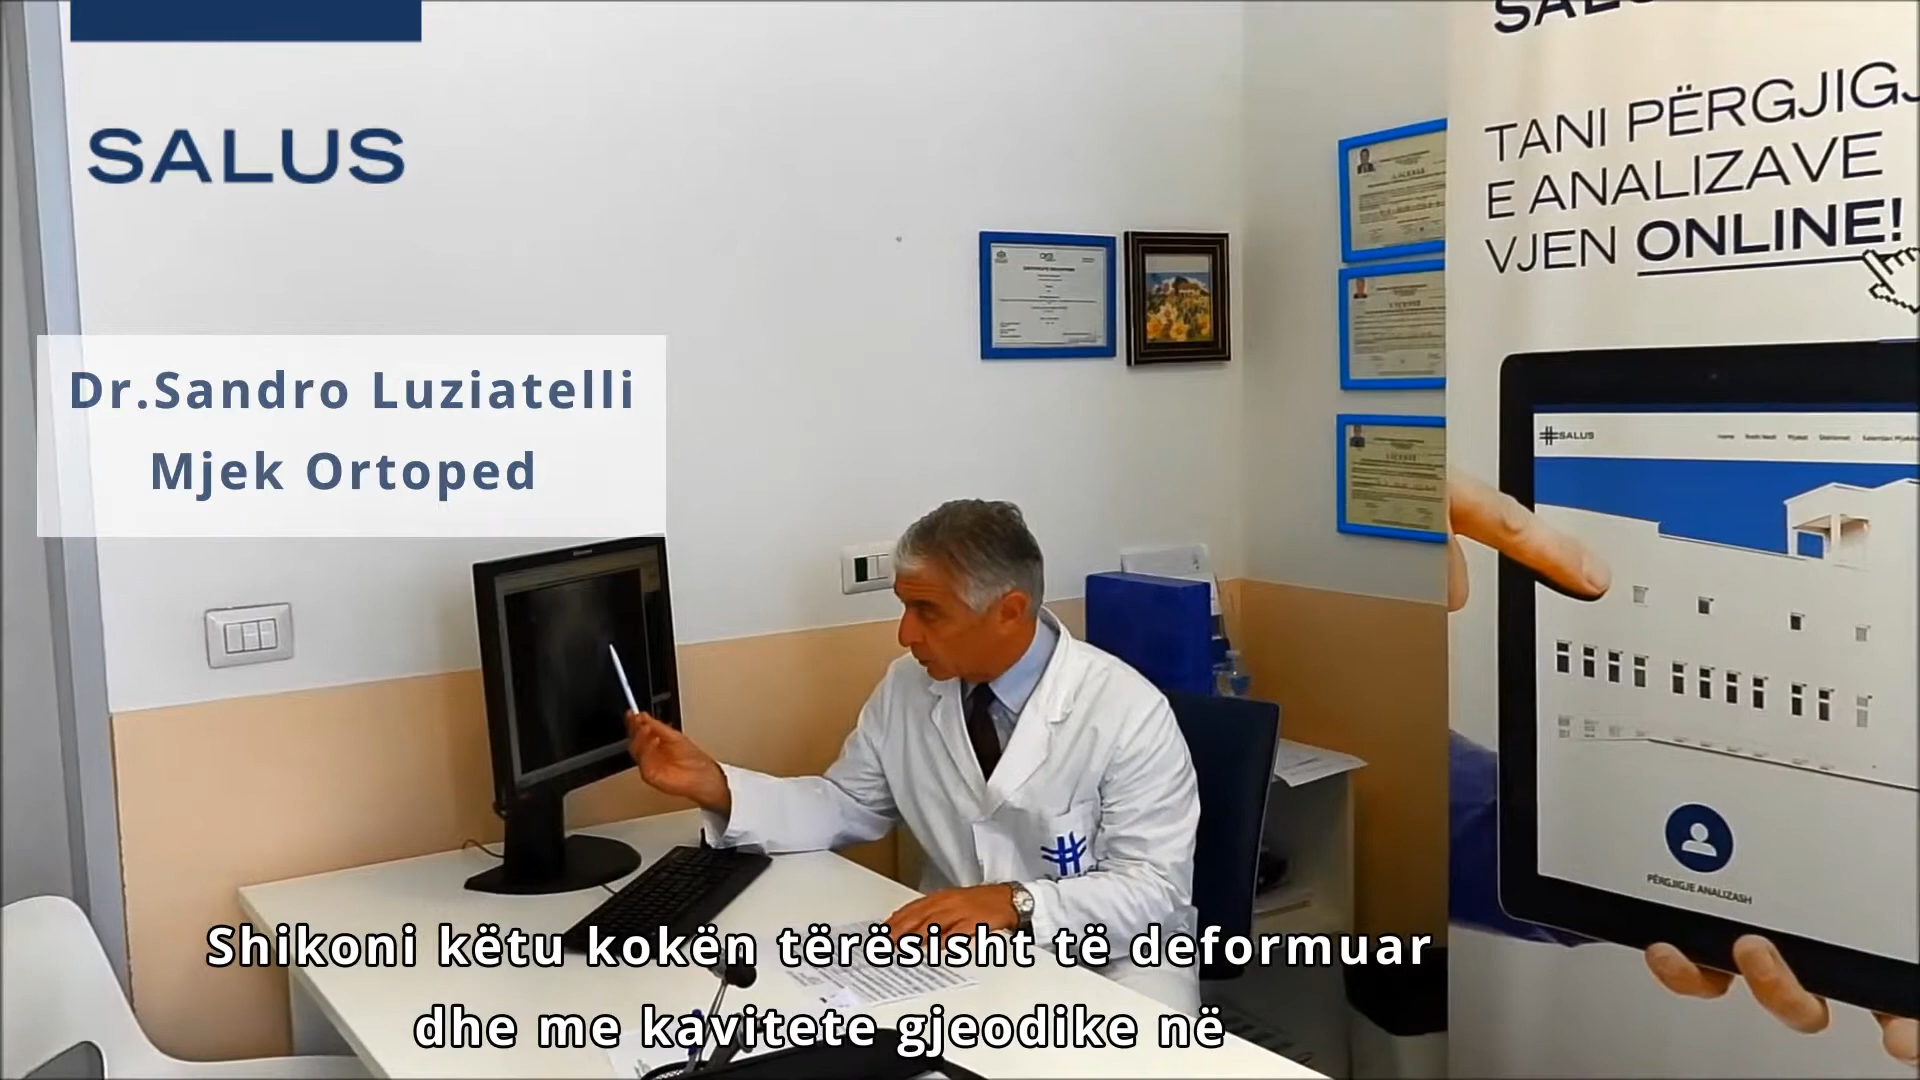 SALUS
Dr.Sandro Luziatelli
Mjek Ortoped
TANI PËRGJIGJ
E ANALIZAVE
VJEN ONLINE!
SALUS
PËRGJIGJE ANALIZASH
Shikoni këtu kokën tërësisht të deformuar
dhe me kavitete gjeodike në